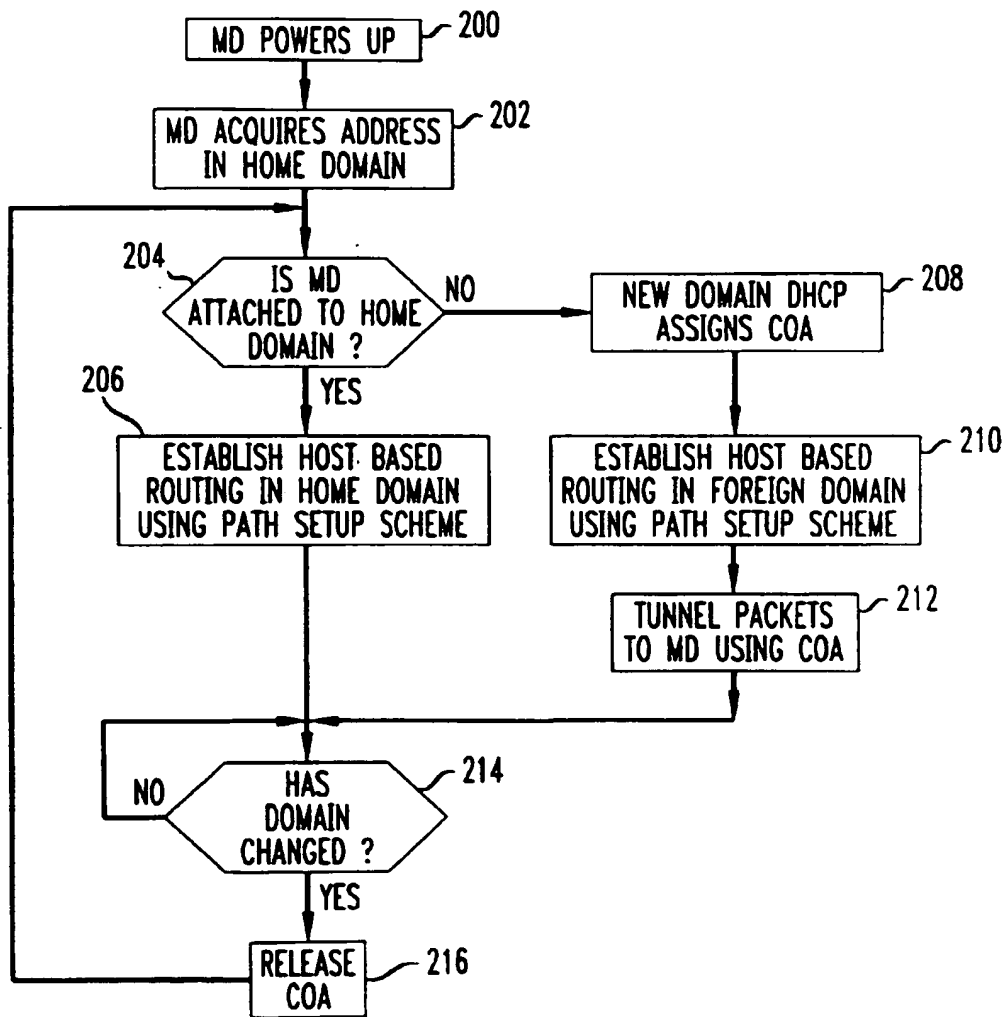 MD POWERS UP
200
MD ACQUIRES ADDRESS
IN HOME DOMAIN
202
204
IS MD
ATTACHED TO HOME
DOMAIN ?
NO
YES
NEW DOMAIN DHCP
ASSIGNS COA
208
206
ESTABLISH HOST BASED
ROUTING IN HOME DOMAIN
USING PATH SETUP SCHEME
ESTABLISH HOST BASED
ROUTING IN FOREIGN DOMAIN
USING PATH SETUP SCHEME
210
TUNNEL PACKETS
TO MD USING COA
212
NO
HAS
DOMAIN
CHANGED ?
214
YES
RELEASE
COA
216